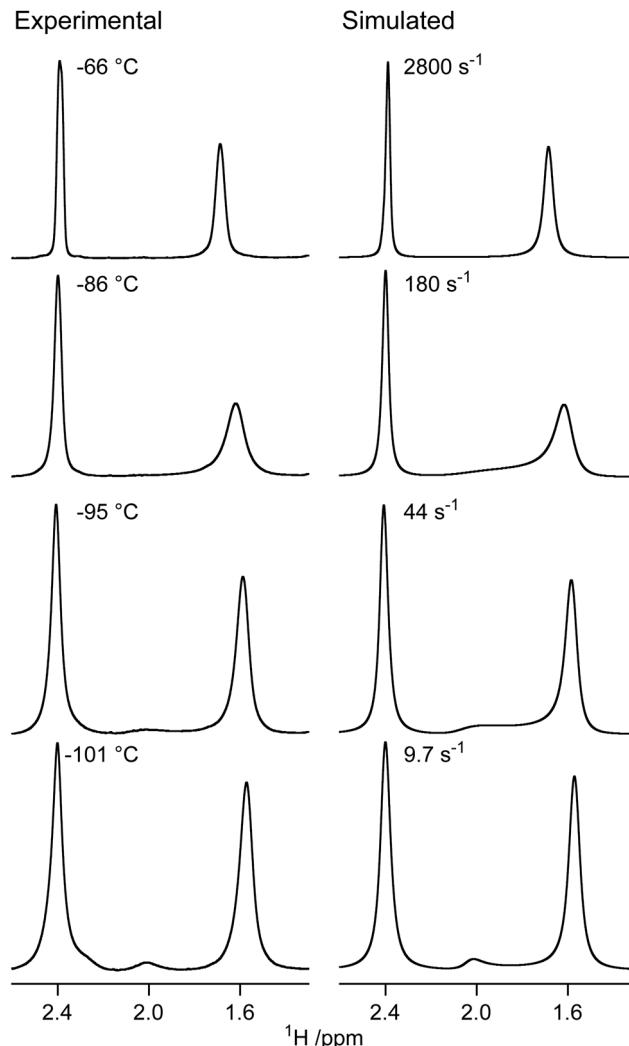 Experimental Simulated
-66 °C 2800 s⁻¹
-86 °C 180 s⁻¹
-95 °C 44 s⁻¹
-101 °C 9.7 s⁻¹
2.4 2.0 1.6 2.4 2.0 1.6
¹H /ppm